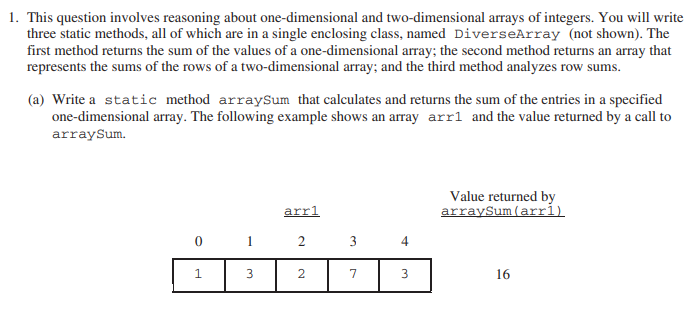 1. This question involves reasoning about one-dimensional and two-dimensional arrays of integers. You will write
three static methods, all of which are in a single enclosing class, named DiverseArray (not shown). The
first method returns the sum of the values of a one-dimensional array; the second method returns an array that
represents the sums of the rows of a two-dimensional array; and the third method analyzes row sums.
(a) Write a static method arraySum that calculates and returns the sum of the entries in a specified
one-dimensional array. The following example shows an array arr1 and the value returned by a call to
arraySum.
Value returned by
arr1 arraySum(arr1)
0 1 2 3 4
1 3 2 7 3 16